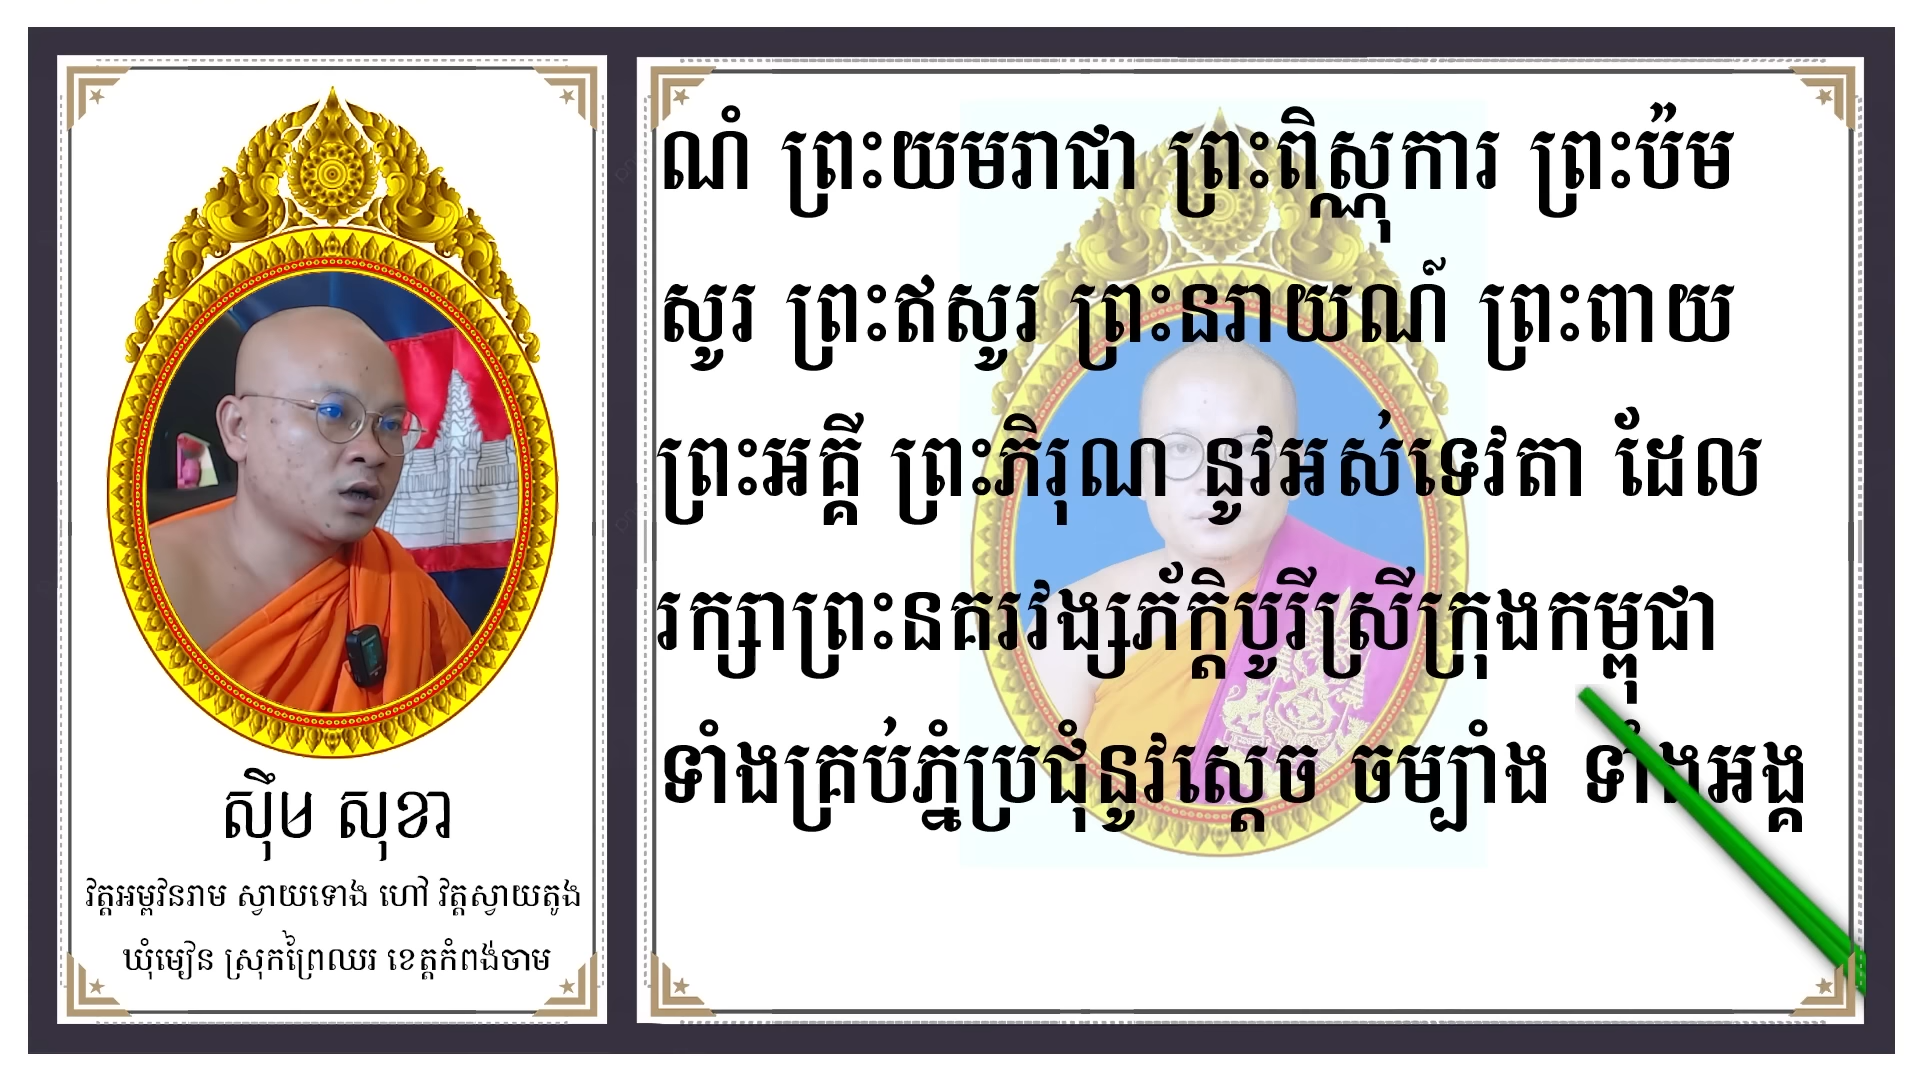 ណំ ព្រះយមរាជា ព្រះពិស្ណុការ ព្រះប៉ម
សូរ ព្រះឥសូរ ព្រះនរាយណ៍ ព្រះពាយ
ព្រះអគ្គី ព្រះភិរុណ នូវអស់ទេវតា ដែល
រក្សាព្រះនគរវង្សភ័ក្តិបូរីស្រីក្រុងកម្ពុជា
ទាំងគ្រប់ភ្នំប្រជុំនូវស្តេច ចម្បាំង ទាំងអង្គ
ស៊ឹម សុខា
វត្តអម្ពវនរាម ស្វាយទោង ហៅ វត្តស្វាយតូង
ឃុំមៀន ស្រុកព្រៃឈរ ខេត្តកំពង់ចាម